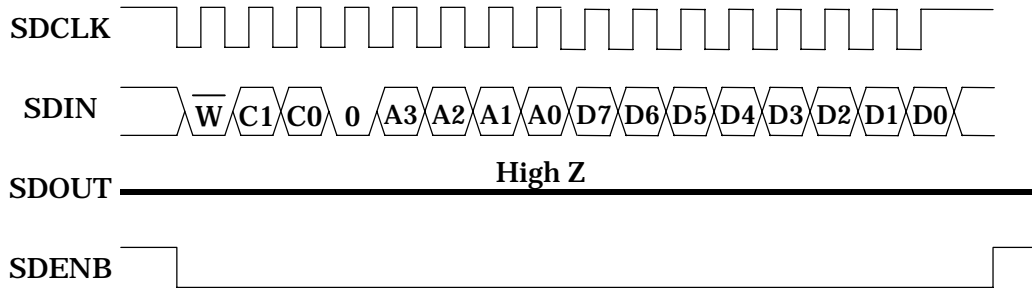 SDCLK
SDIN W̅ C1 C0 0 A3 A2 A1 A0 D7 D6 D5 D4 D3 D2 D1 D0
High Z
SDOUT
SDENB